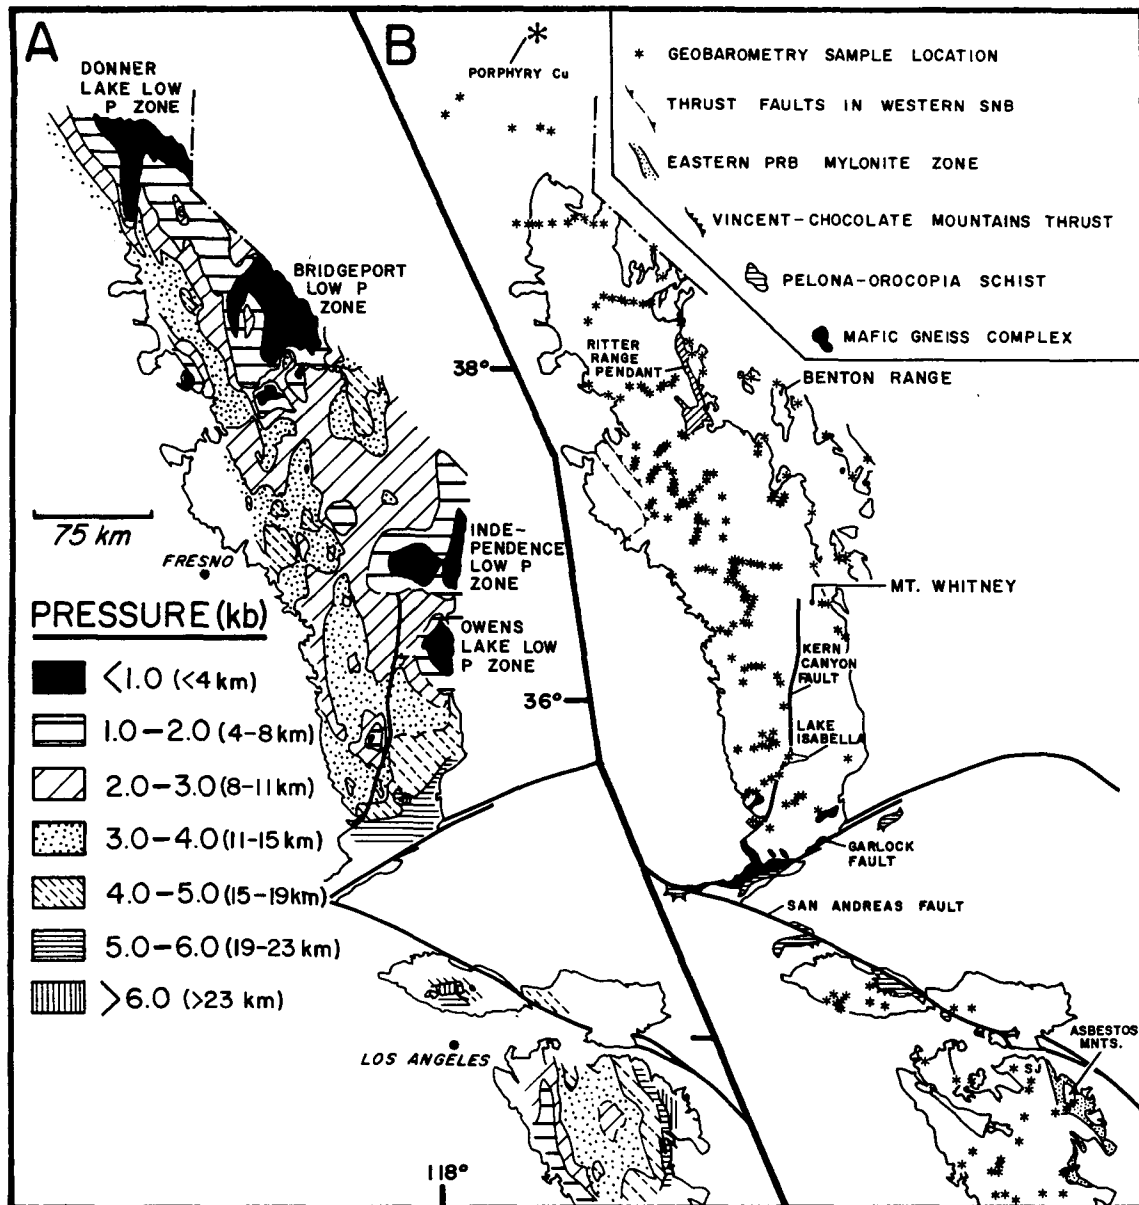 A
DONNER
LAKE LOW
P ZONE
BRIDGEPORT
LOW P
ZONE
75 km
FRESNO
INDE-
PENDENCE
LOW P
ZONE
OWENS
LAKE LOW
P ZONE
PRESSURE (kb)
<1.0 (<4 km)
1.0-2.0 (4-8 km)
2.0-3.0 (8-11 km)
3.0-4.0 (11-15 km)
4.0-5.0 (15-19 km)
5.0-6.0 (19-23 km)
>6.0 (>23 km)
LOS ANGELES
118°
38°
36°
B
PORPHYRY Cu
GEOBAROMETRY SAMPLE LOCATION
THRUST FAULTS IN WESTERN SNB
EASTERN PRB MYLONITE ZONE
VINCENT-CHOCOLATE MOUNTAINS THRUST
PELONA-OROCOPIA SCHIST
MAFIC GNEISS COMPLEX
RITTER
RANGE
PENDANT
BENTON RANGE
MT. WHITNEY
KERN
CANYON
FAULT
LAKE
ISABELLA
GARLOCK
FAULT
SAN ANDREAS FAULT
ASBESTOS
MNTS.
SJ